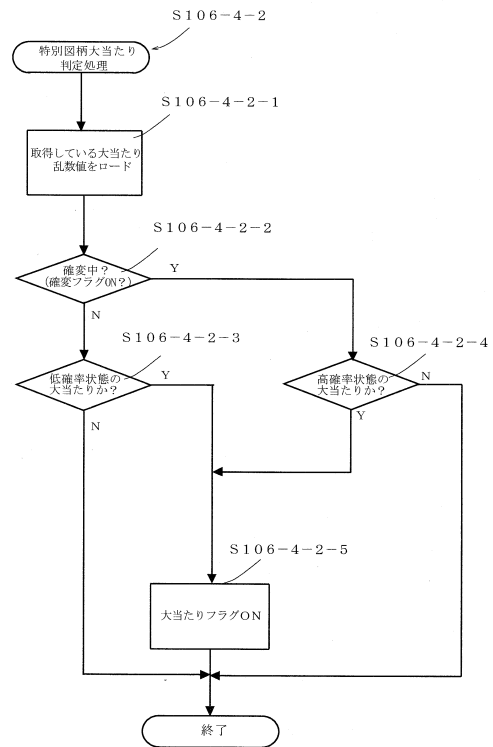 S106-4-2
特別図柄大当たり
判定処理
S106-4-2-1
取得している大当たり
乱数値をロード
S106-4-2-2
確変中？
(確変フラグON？)
Y
N
S106-4-2-3
低確率状態の
大当たりか？
Y
N
S106-4-2-4
高確率状態の
大当たりか？
N
Y
S106-4-2-5
大当たりフラグON
終了